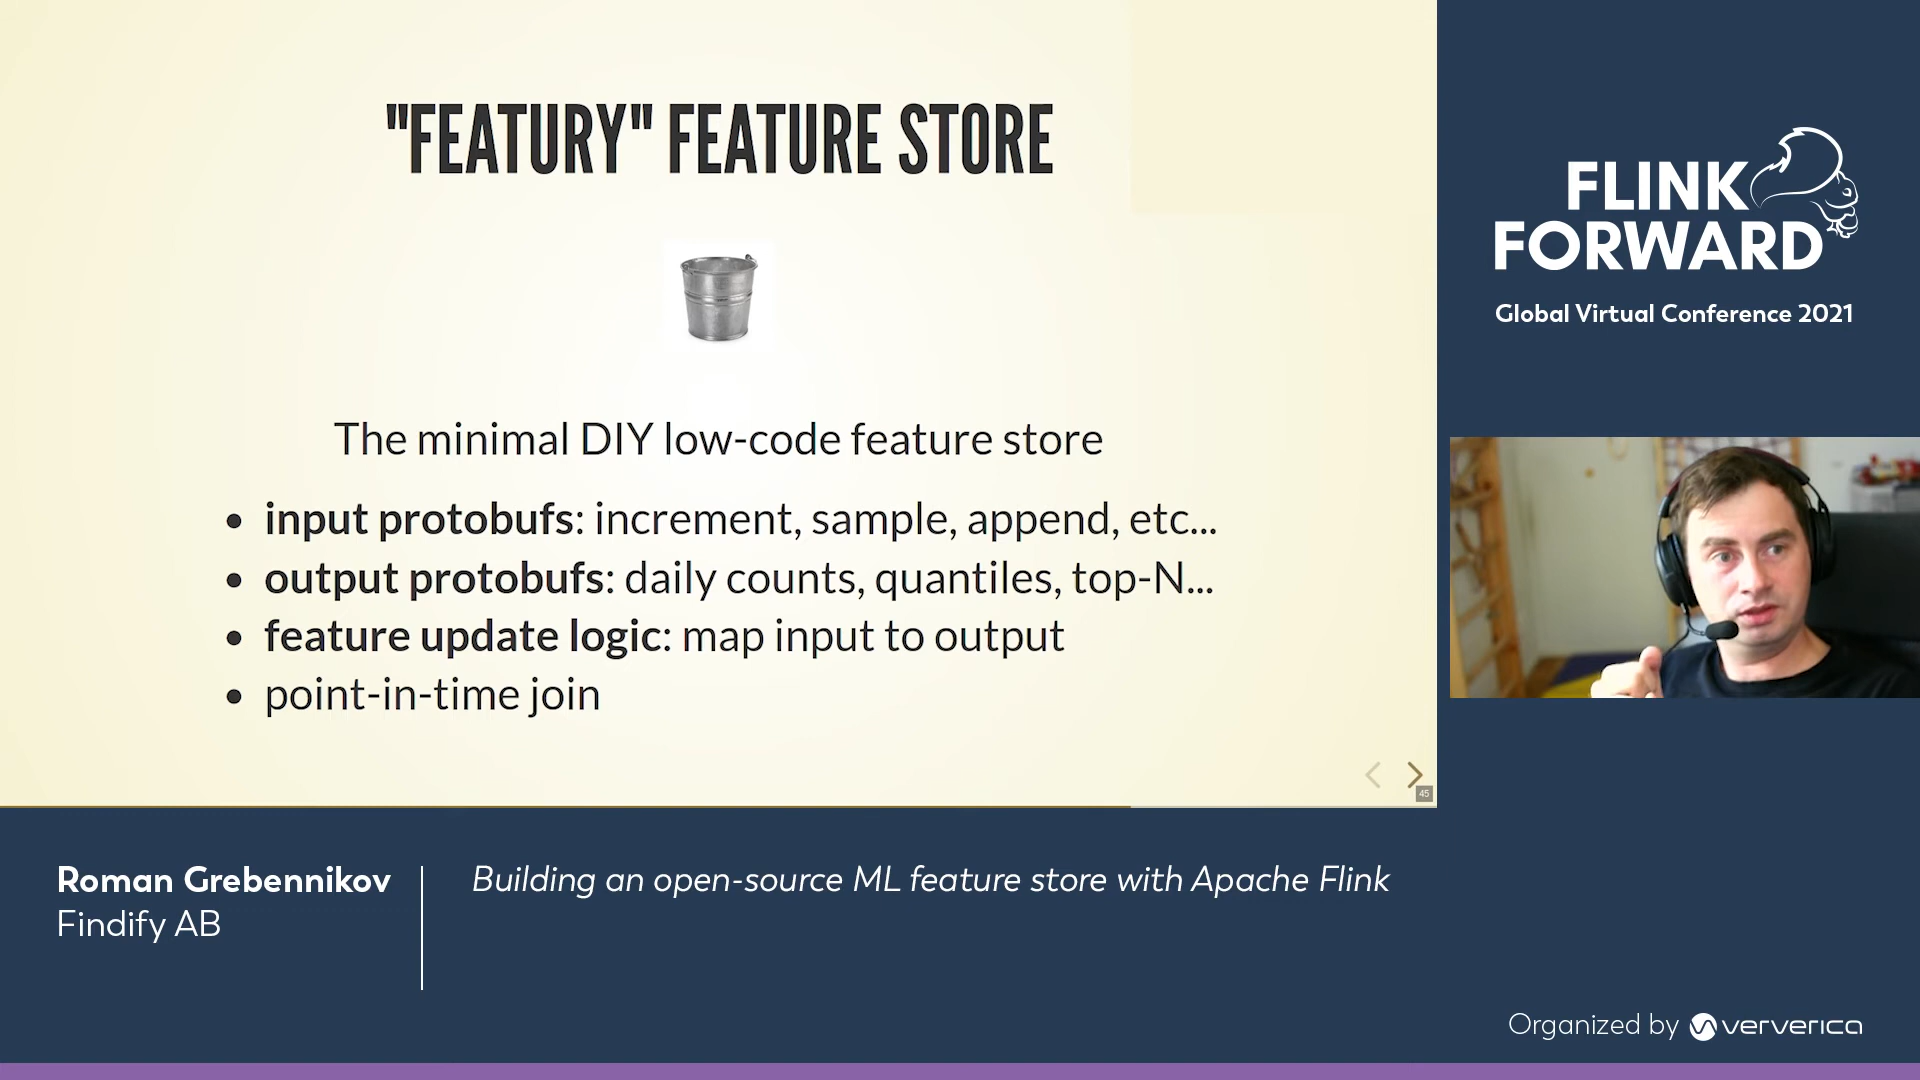 "FEATURY" FEATURE STORE
The minimal DIY low-code feature store
• input protobufs: increment, sample, append, etc...
• output protobufs: daily counts, quantiles, top-N...
• feature update logic: map input to output
• point-in-time join
45
FLINK
FORWARD
Global Virtual Conference 2021
Roman Grebennikov
Findify AB
Building an open-source ML feature store with Apache Flink
Organized by ververica